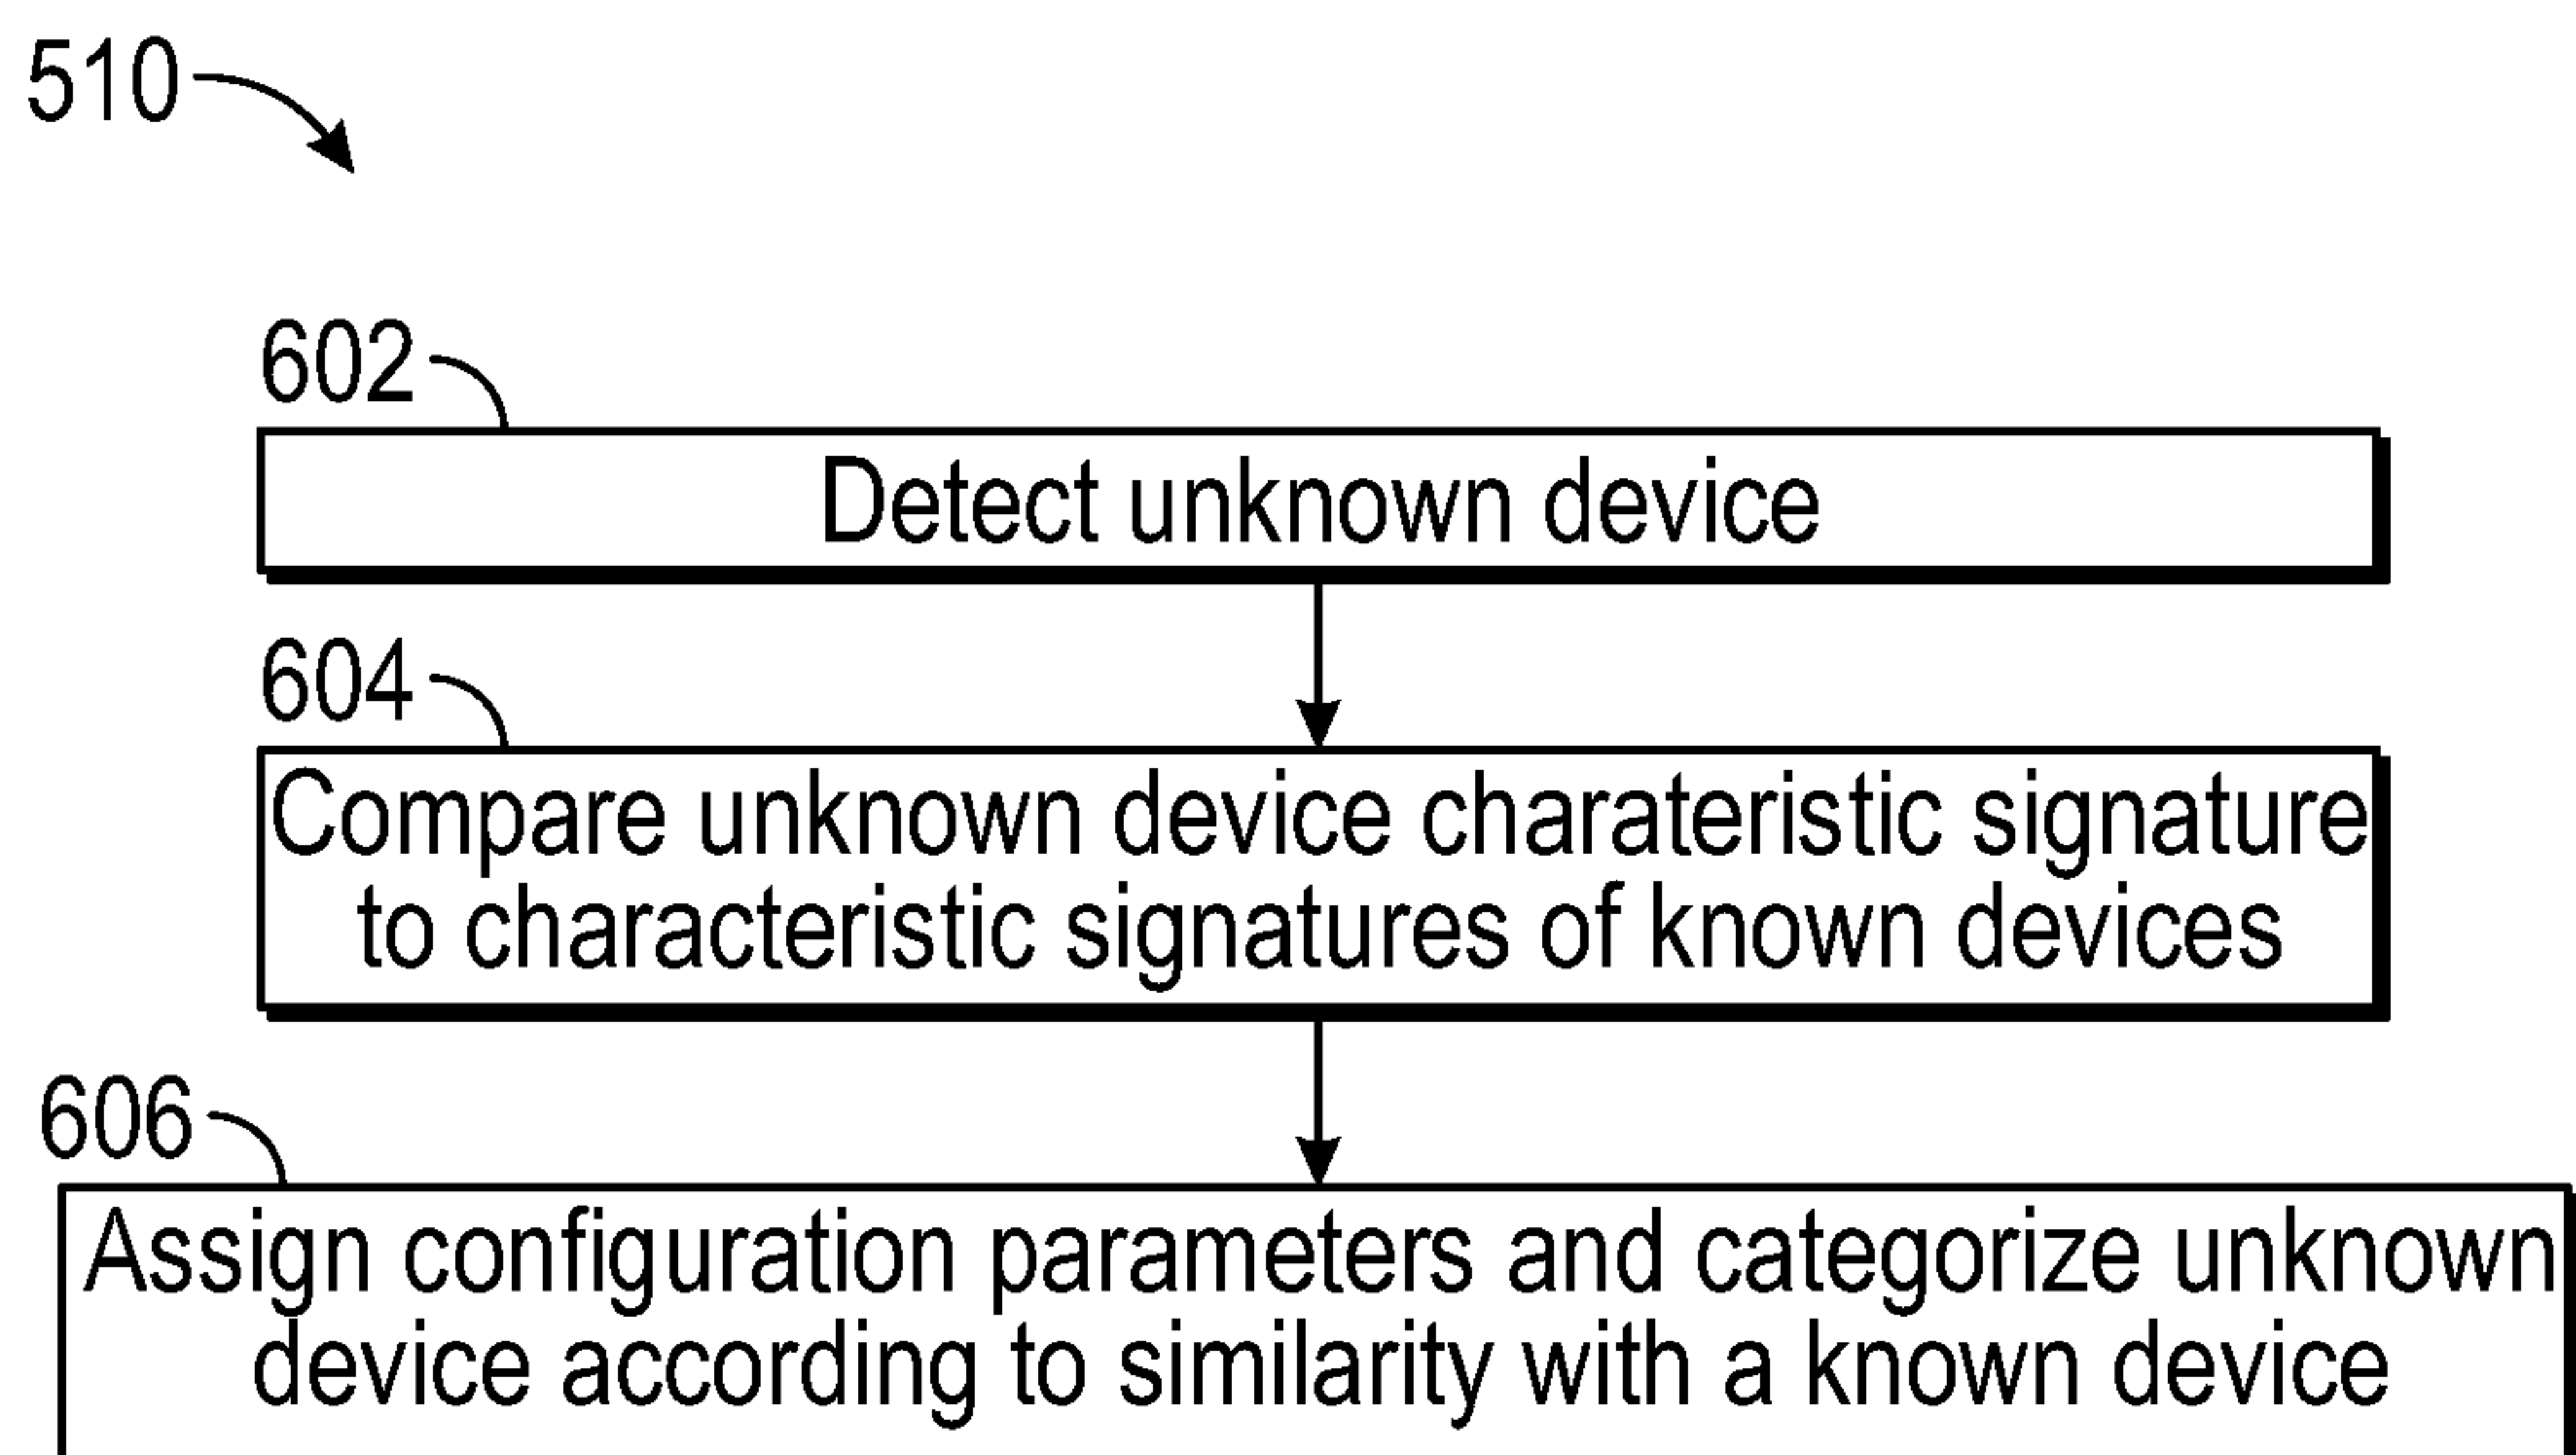 510
602
Detect unknown device
604
Compare unknown device charateristic signature
to characteristic signatures of known devices
606
Assign configuration parameters and categorize unknown
device according to similarity with a known device